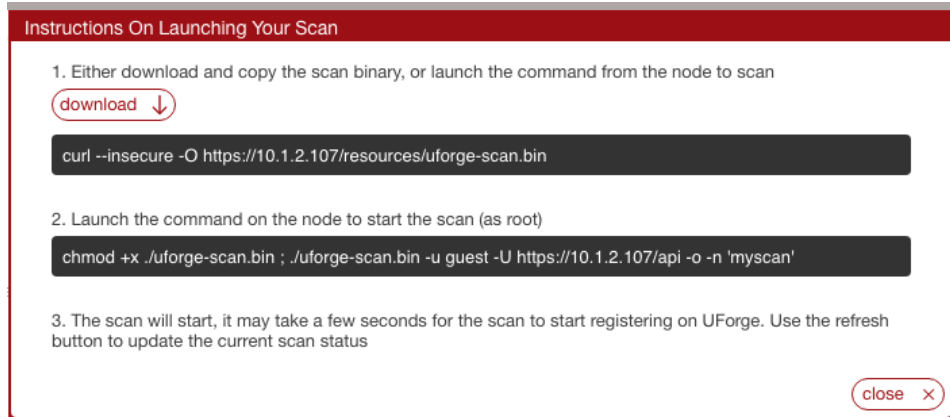 Instructions On Launching Your Scan
1. Either download and copy the scan binary, or launch the command from the node to scan
download
curl --insecure -O https://10.1.2.107/resources/uforge-scan.bin
2. Launch the command on the node to start the scan (as root)
chmod +x ./uforge-scan.bin ; ./uforge-scan.bin -u guest -U https://10.1.2.107/api -o -n 'myscan'
3. The scan will start, it may take a few seconds for the scan to start registering on UForge. Use the refresh
button to update the current scan status
close